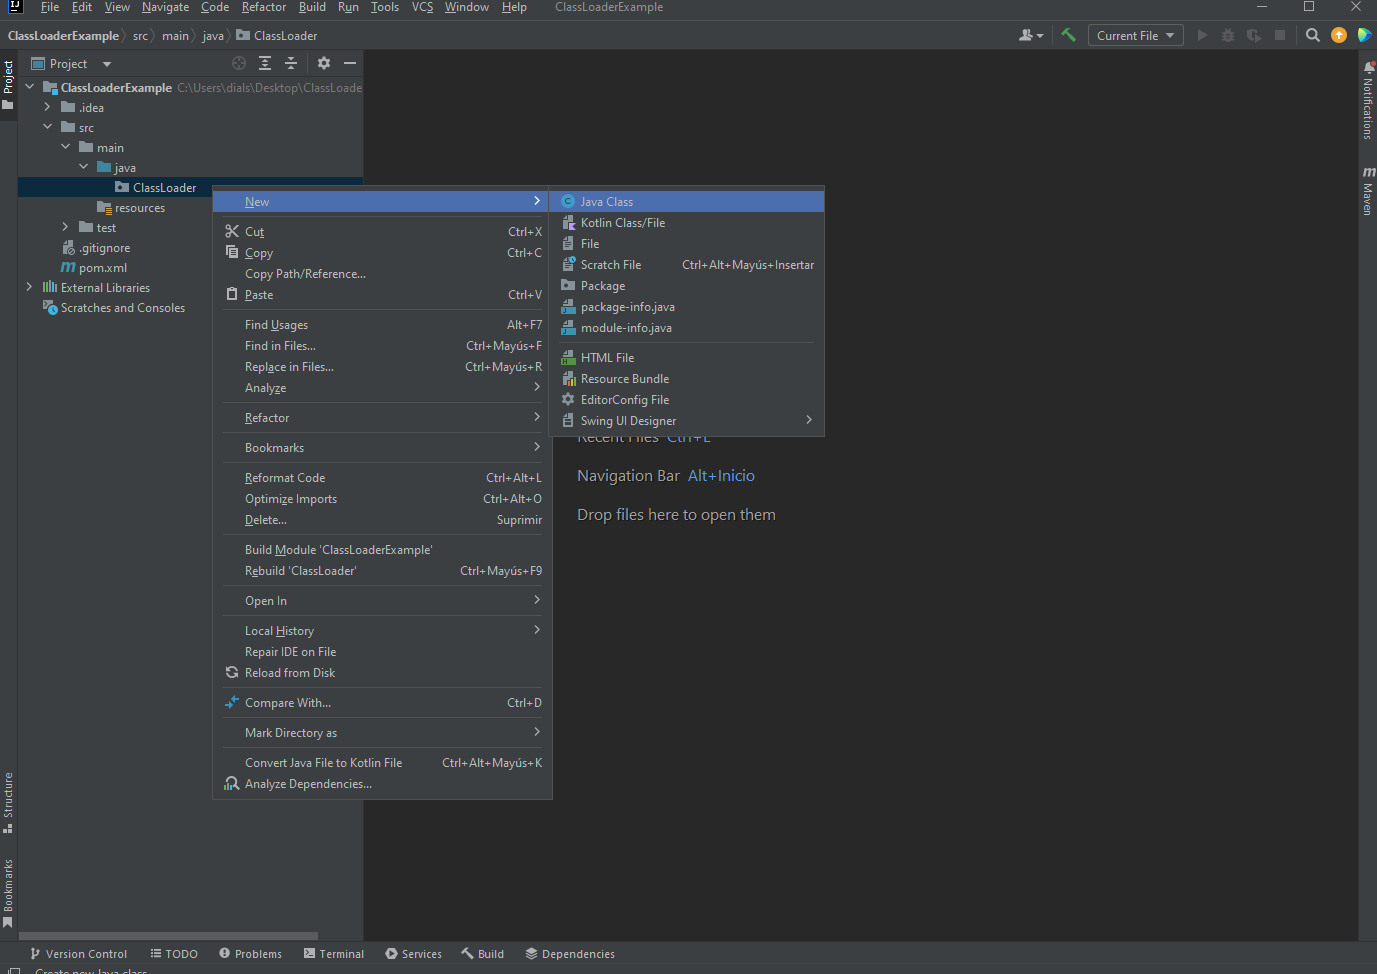 File Edit View Navigate Code Refactor Build Run Tools VCS Window Help ClassLoaderExample
ClassLoaderExample src main java ClassLoader Current File
Project
Project
ClassLoaderExample C:\Users\dials\Desktop\ClassLoade
.idea
src
main
java
ClassLoader
resources
test
.gitignore
pom.xml
External Libraries
Scratches and Consoles
New
Cut Ctrl+X
Copy Ctrl+C
Copy Path/Reference...
Paste Ctrl+V
Find Usages Alt+F7
Find in Files... Ctrl+Mayús+F
Replace in Files... Ctrl+Mayús+R
Analyze
Refactor
Bookmarks
Reformat Code Ctrl+Alt+L
Optimize Imports Ctrl+Alt+O
Delete... Suprimir
Build Module 'ClassLoaderExample'
Rebuild 'ClassLoader' Ctrl+Mayús+F9
Open In
Local History
Repair IDE on File
Reload from Disk
Compare With... Ctrl+D
Mark Directory as
Convert Java File to Kotlin File Ctrl+Alt+Mayús+K
Analyze Dependencies...
Java Class
Kotlin Class/File
File
Scratch File Ctrl+Alt+Mayús+Insertar
Package
package-info.java
module-info.java
HTML File
Resource Bundle
EditorConfig File
Swing UI Designer
Recent Files Ctrl+E
Navigation Bar Alt+Inicio
Drop files here to open them
Notifications
Maven
Structure
Bookmarks
Version Control TODO Problems Terminal Services Build Dependencies
Create new Java class